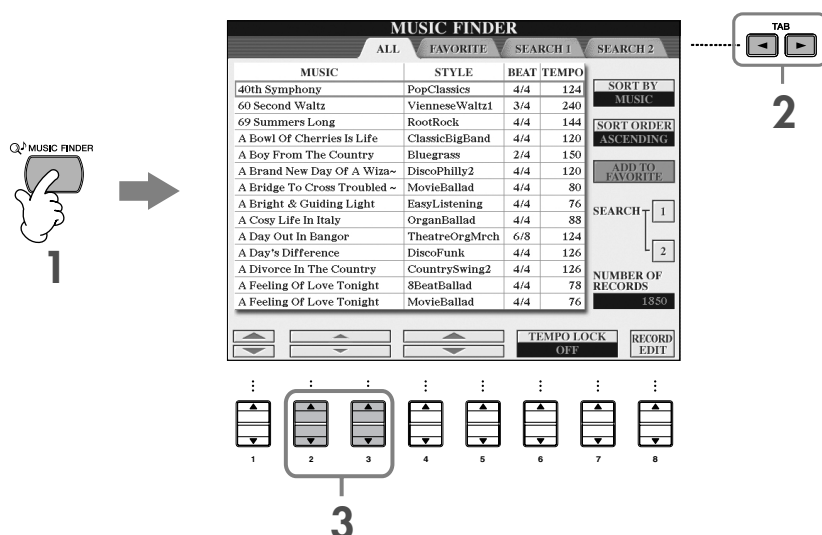 MUSIC FINDER
ALL FAVORITE SEARCH 1 SEARCH 2
TAB
2
MUSIC STYLE BEAT TEMPO
40th Symphony PopClassics 4/4 124
60 Second Waltz VienneseWaltz1 3/4 240
69 Summers Long RootRock 4/4 144
A Bowl Of Cherries Is Life ClassicBigBand 4/4 120
A Boy From The Country Bluegrass 2/4 150
A Brand New Day Of A Wiza~ DiscoPhilly2 4/4 120
A Bridge To Cross Troubled ~ MovieBallad 4/4 80
A Bright & Guiding Light EasyListening 4/4 76
A Cosy Life In Italy OrganBallad 4/4 88
A Day Out In Bangor TheatreOrgMrch 6/8 124
A Day's Difference DiscoFunk 4/4 126
A Divorce In The Country CountrySwing2 4/4 126
A Feeling Of Love Tonight 8BeatBallad 4/4 78
A Feeling Of Love Tonight MovieBallad 4/4 76
SORT BY
MUSIC
SORT ORDER
ASCENDING
ADD TO
FAVORITE
SEARCH 1
2
NUMBER OF
RECORDS
1850
TEMPO LOCK
OFF
RECORD
EDIT
MUSIC FINDER
1
1 2 3 4 5 6 7 8
3